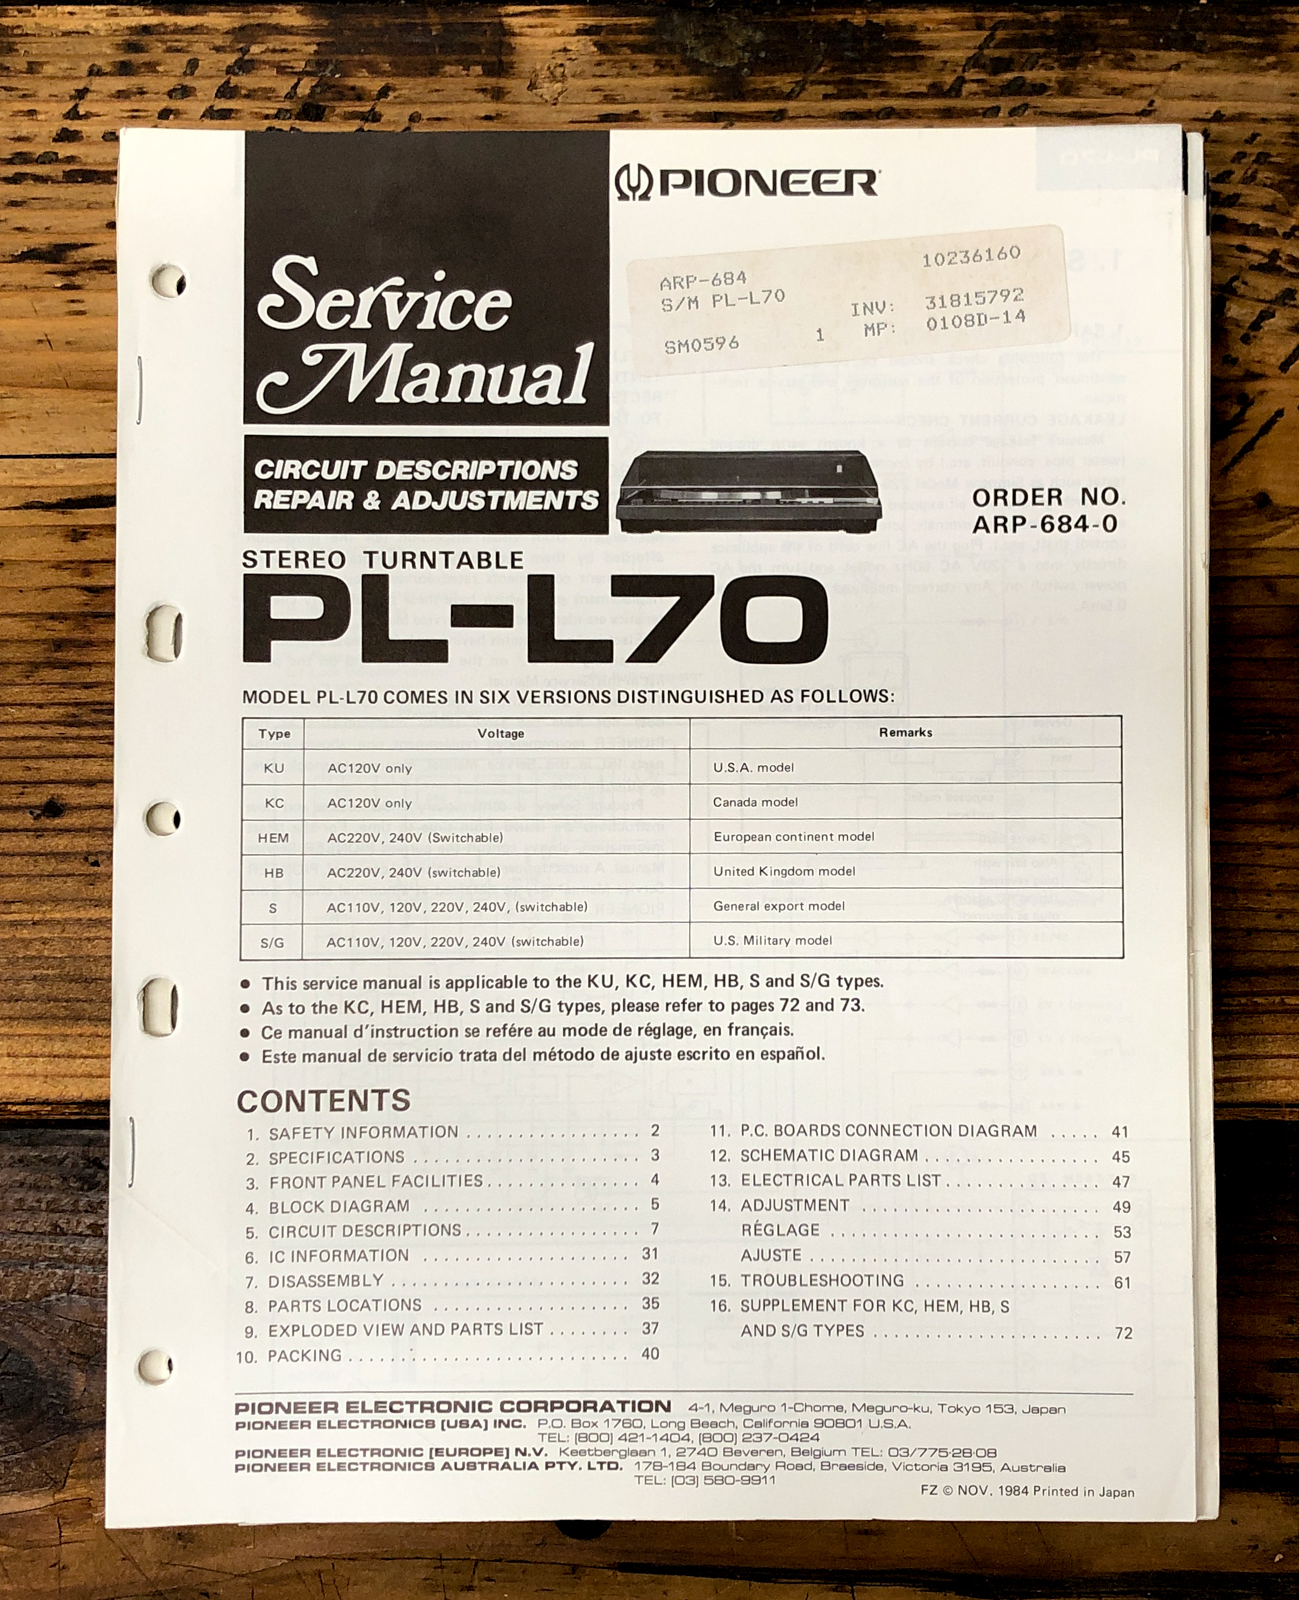 PIONEER
Service
Manual
ARP-684 10236160
S/M PL-L70 INV: 31815792
SM0596 1 MP: 0108D-14
CIRCUIT DESCRIPTIONS
REPAIR & ADJUSTMENTS
ORDER NO.
ARP-684-0
STEREO TURNTABLE
PL-L70
MODEL PL-L70 COMES IN SIX VERSIONS DISTINGUISHED AS FOLLOWS:
Type Voltage Remarks
KU AC120V only U.S.A. model
KC AC120V only Canada model
HEM AC220V, 240V (Switchable) European continent model
HB AC220V, 240V (switchable) United Kingdom model
S AC110V, 120V, 220V, 240V, (switchable) General export model
S/G AC110V, 120V, 220V, 240V (switchable) U.S. Military model
● This service manual is applicable to the KU, KC, HEM, HB, S and S/G types.
● As to the KC, HEM, HB, S and S/G types, please refer to pages 72 and 73.
● Ce manual d'instruction se refére au mode de réglage, en français.
● Este manual de servicio trata del método de ajuste escrito en español.
CONTENTS
1. SAFETY INFORMATION ................. 2
2. SPECIFICATIONS ...................... 3
3. FRONT PANEL FACILITIES ............... 4
4. BLOCK DIAGRAM ..................... 5
5. CIRCUIT DESCRIPTIONS ................. 7
6. IC INFORMATION .................... 31
7. DISASSEMBLY ....................... 32
8. PARTS LOCATIONS ................... 35
9. EXPLODED VIEW AND PARTS LIST ........ 37
10. PACKING ........................... 40
11. P.C. BOARDS CONNECTION DIAGRAM ..... 41
12. SCHEMATIC DIAGRAM ................. 45
13. ELECTRICAL PARTS LIST ............... 47
14. ADJUSTMENT ....................... 49
RÉGLAGE .......................... 53
AJUSTE ............................ 57
15. TROUBLESHOOTING .................. 61
16. SUPPLEMENT FOR KC, HEM, HB, S
AND S/G TYPES ...................... 72
PIONEER ELECTRONIC CORPORATION 4-1, Meguro 1-Chome, Meguro-ku, Tokyo 153, Japan
PIONEER ELECTRONICS [USA] INC. P.O. Box 1760, Long Beach, California 90801 U.S.A.
TEL: [800] 421-1404, [800] 237-0424
PIONEER ELECTRONIC [EUROPE] N.V. Keetberglaan 1, 2740 Beveren, Belgium TEL: 03/775·28·08
PIONEER ELECTRONICS AUSTRALIA PTY. LTD. 178-184 Boundary Road, Braeside, Victoria 3195, Australia
TEL: [03] 580-9911
FZ © NOV. 1984 Printed in Japan